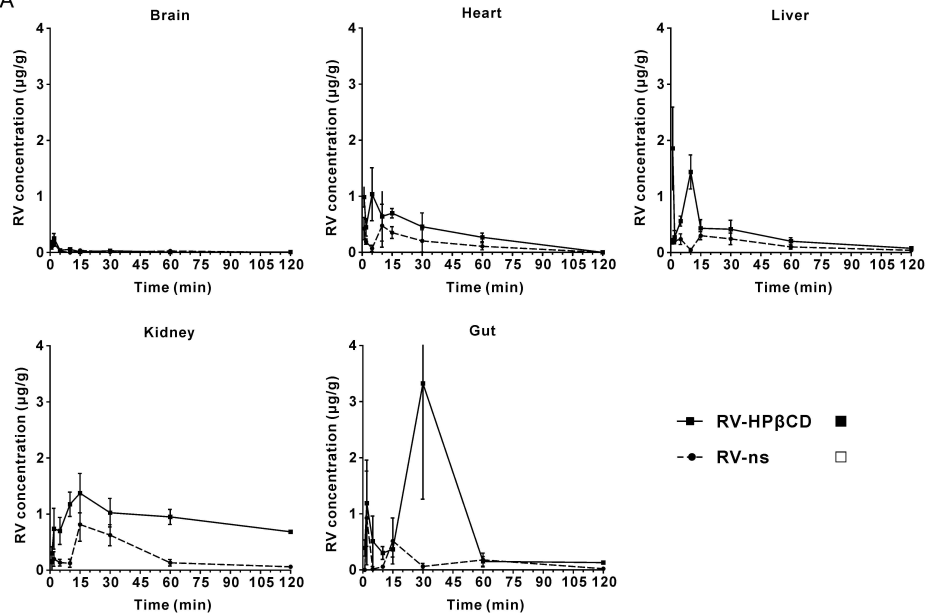 A
Brain
RV concentration (μg/g)
4
3
2
1
0
0 15 30 45 60 75 90 105 120
Time (min)
Heart
RV concentration (μg/g)
4
3
2
1
0
0 15 30 45 60 75 90 105 120
Time (min)
Liver
RV concentration (μg/g)
4
3
2
1
0
0 15 30 45 60 75 90 105 120
Time (min)
Kidney
RV concentration (μg/g)
4
3
2
1
0
0 15 30 45 60 75 90 105 120
Time (min)
Gut
RV concentration (μg/g)
4
3
2
1
0
0 15 30 45 60 75 90 105 120
Time (min)
RV-HPβCD
RV-ns